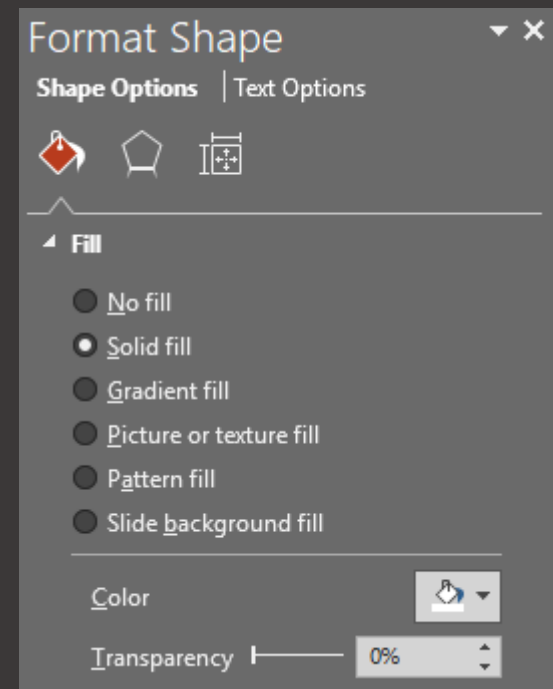 Format Shape
Shape Options Text Options
Fill
No fill
Solid fill
Gradient fill
Picture or texture fill
Pattern fill
Slide background fill
Color
Transparency 0%